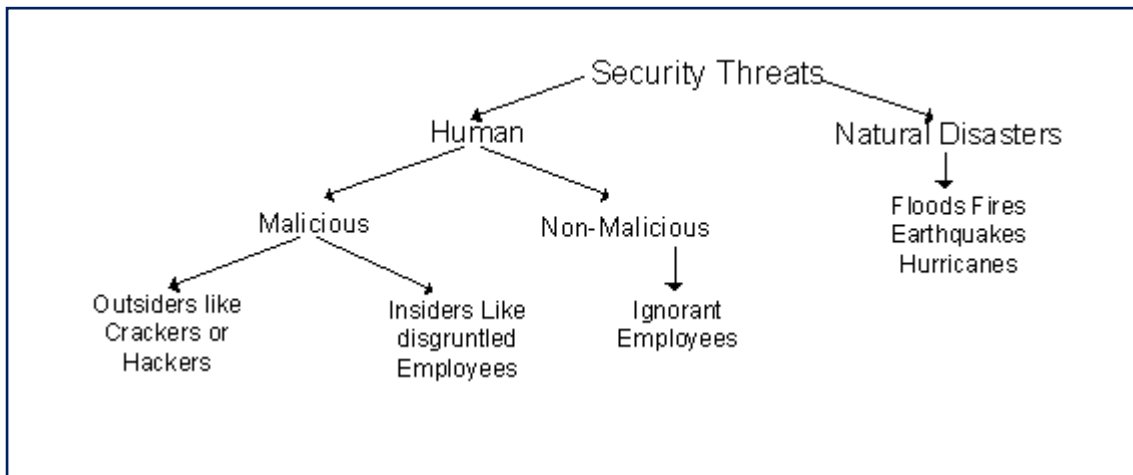 Security Threats
Human
Natural Disasters
Malicious
Non-Malicious
Floods Fires
Earthquakes
Hurricanes
Outsiders like
Crackers or
Hackers
Insiders Like
disgruntled
Employees
Ignorant
Employees